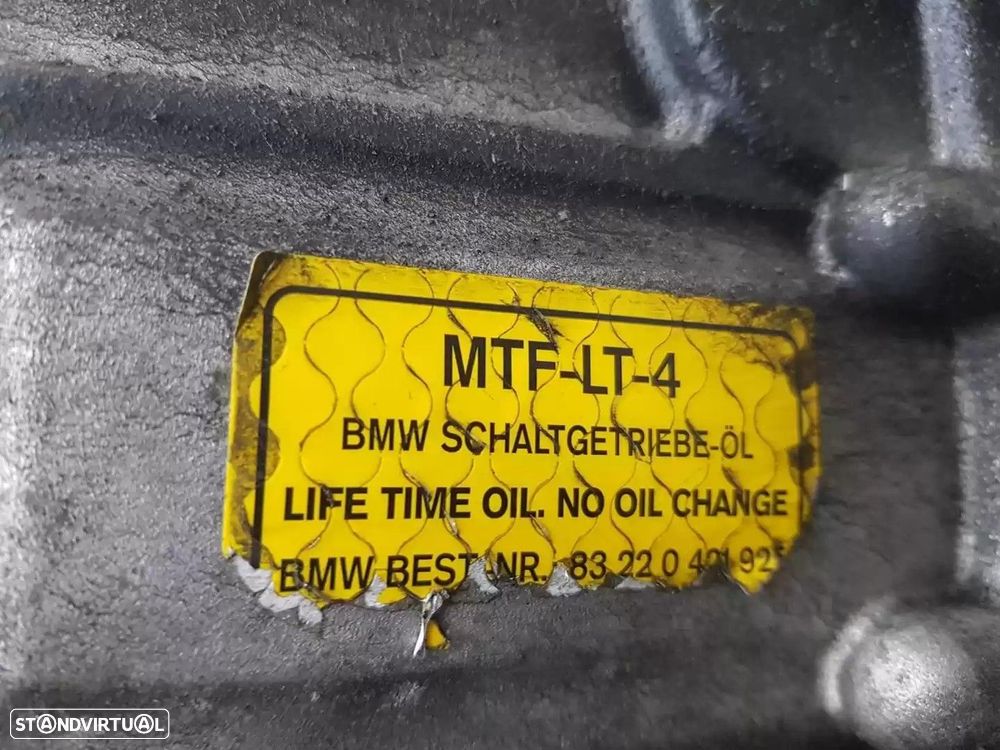 MTF-LT-4
BMW SCHALTGETRIEBE-ÖL
LIFE TIME OIL. NO OIL CHANGE
BMW BEST.-NR. 83 22 0
STANDVIRTUAL